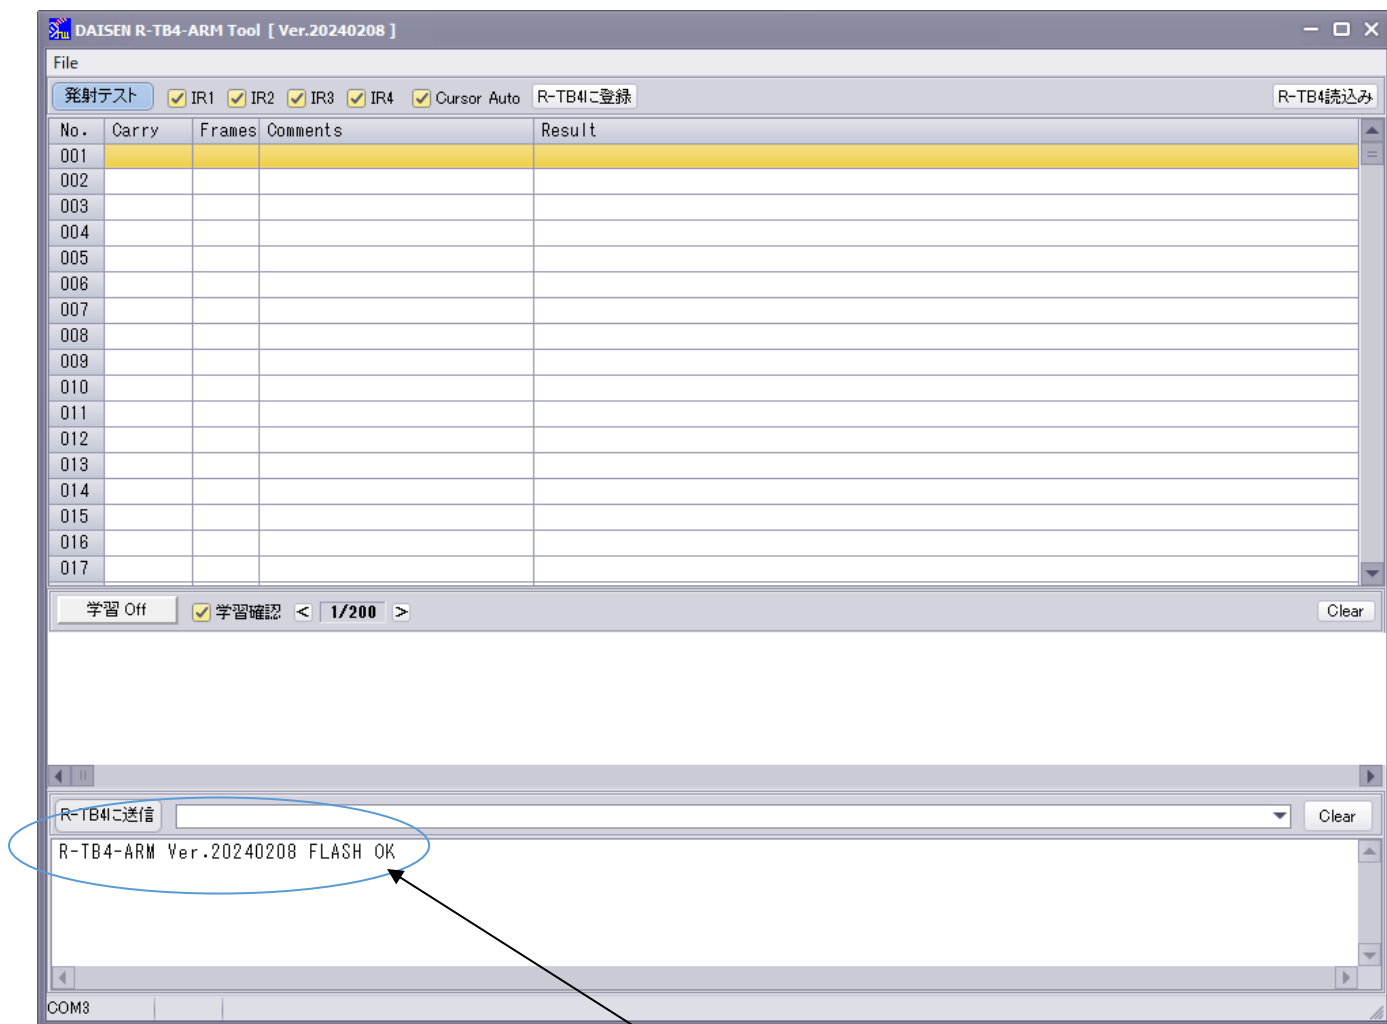 DAISEN R-TB4-ARM Tool [ Ver.20240208 ]
File
発射テスト IR1 IR2 IR3 IR4 Cursor Auto R-TB4に登録 R-TB4読込み
No. Carry Frames Comments Result
001
002
003
004
005
006
007
008
009
010
011
012
013
014
015
016
017
学習 Off 学習確認 < 1/200 > Clear
R-TB4に送信 Clear
R-TB4-ARM Ver.20240208 FLASH OK
COM3